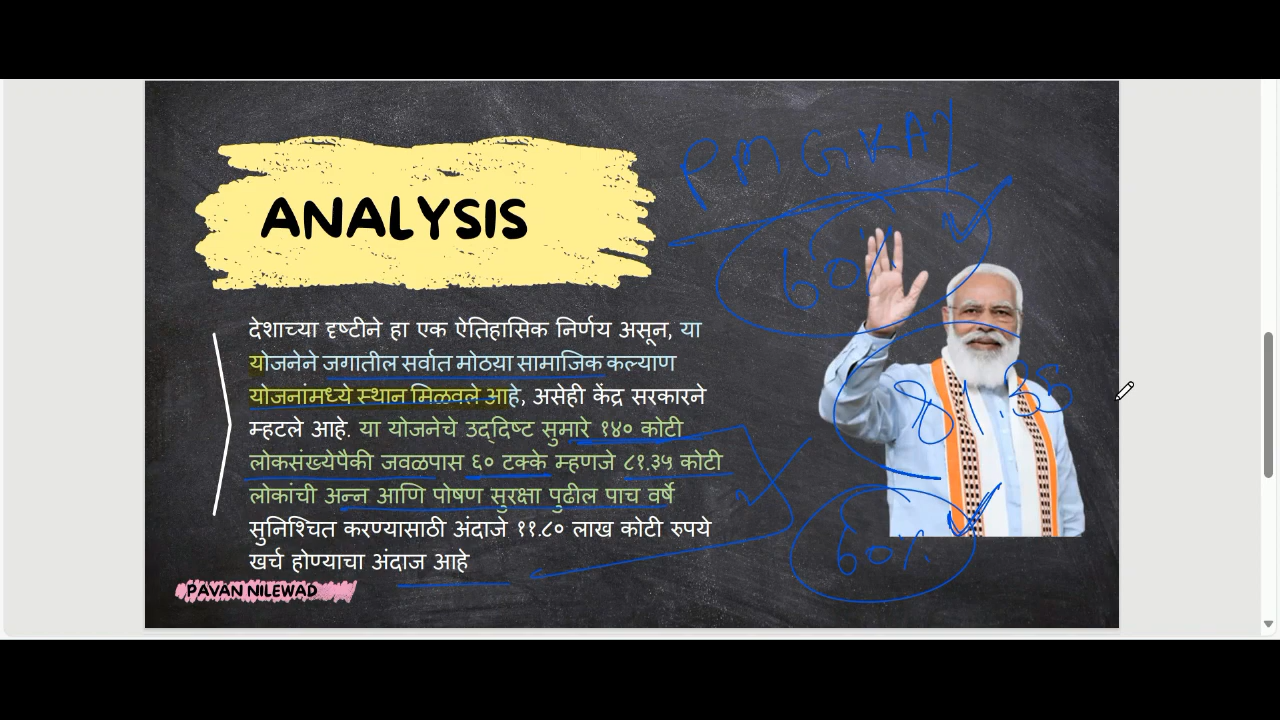 PMGKAY
ANALYSIS
60%
देशाच्या दृष्टीने हा एक ऐतिहासिक निर्णय असून, या
योजनेने जगातील सर्वात मोठ्या सामाजिक कल्याण
योजनांमध्ये स्थान मिळवले आहे, असेही केंद्र सरकारने
म्हटले आहे. या योजनेचे उद्दिष्ट सुमारे १४० कोटी
लोकसंख्येपैकी जवळपास ६० टक्के म्हणजे ८१.३५ कोटी
लोकांची अन्न आणि पोषण सुरक्षा पुढील पाच वर्षे
सुनिश्चित करण्यासाठी अंदाजे ११.८० लाख कोटी रुपये
खर्च होण्याचा अंदाज आहे
81.35
60%
PAVAN NILEWAD